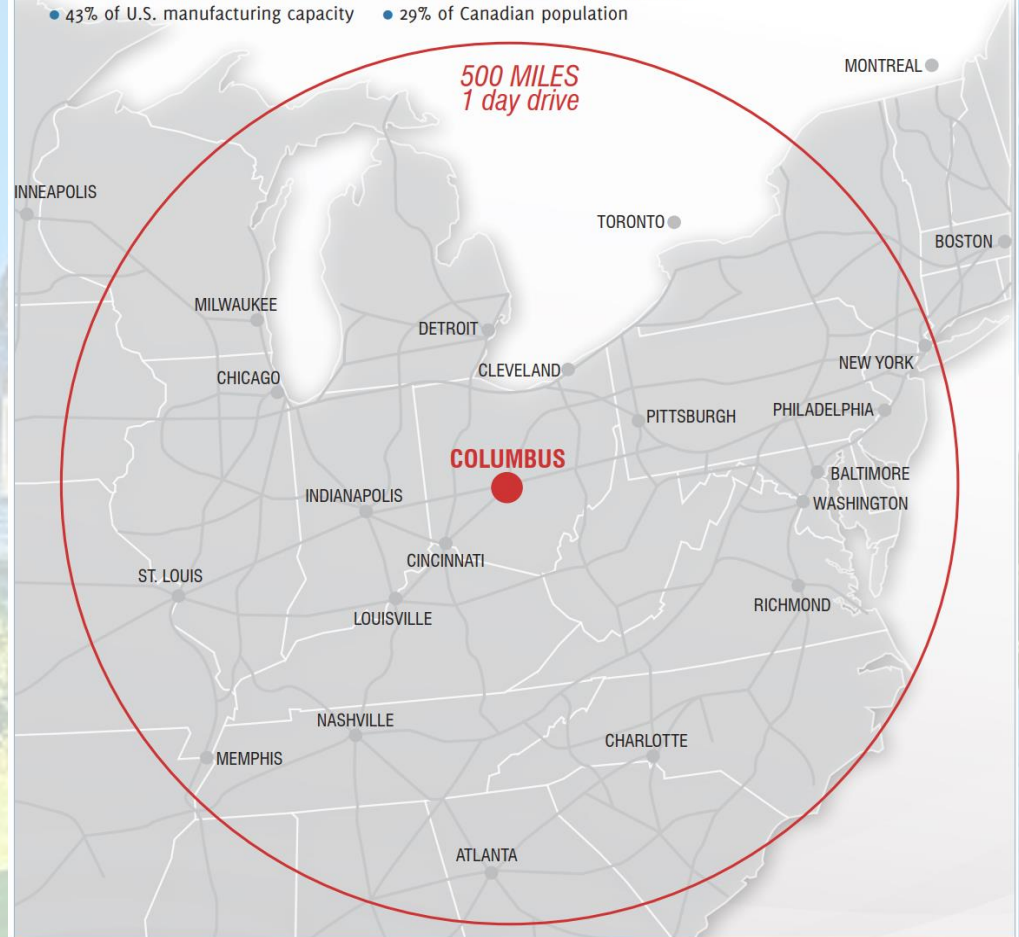 • 43% of U.S. manufacturing capacity • 29% of Canadian population
500 MILES
1 day drive
MONTREAL
INNEAPOLIS
TORONTO
BOSTON
MILWAUKEE
DETROIT
NEW YORK
CLEVELAND
CHICAGO
PITTSBURGH
PHILADELPHIA
COLUMBUS
BALTIMORE
INDIANAPOLIS
WASHINGTON
CINCINNATI
ST. LOUIS
RICHMOND
LOUISVILLE
NASHVILLE
CHARLOTTE
MEMPHIS
ATLANTA